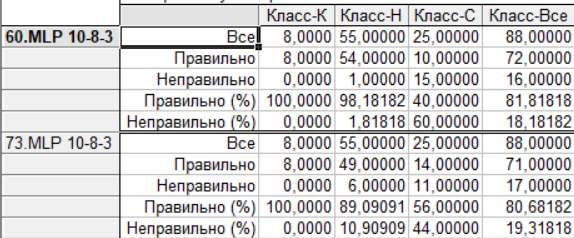 Класс-К Класс-Н Класс-С Класс-Все
60.MLP 10-8-3 Все 8,0000 55,00000 25,00000 88,00000
Правильно 8,0000 54,00000 10,00000 72,00000
Неправильно 0,0000 1,00000 15,00000 16,00000
Правильно (%) 100,0000 98,18182 40,00000 81,81818
Неправильно (%) 0,0000 1,81818 60,00000 18,18182
73.MLP 10-8-3 Все 8,0000 55,00000 25,00000 88,00000
Правильно 8,0000 49,00000 14,00000 71,00000
Неправильно 0,0000 6,00000 11,00000 17,00000
Правильно (%) 100,0000 89,09091 56,00000 80,68182
Неправильно (%) 0,0000 10,90909 44,00000 19,31818